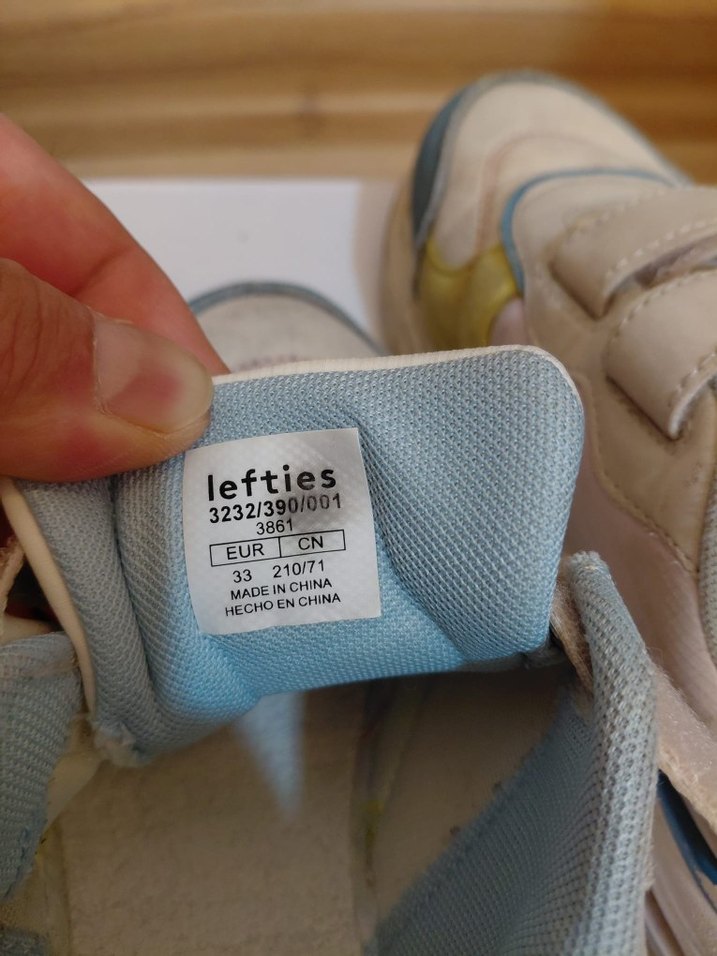 lefties
3232/390/001
3861
EUR CN
33 210/71
MADE IN CHINA
HECHO EN CHINA